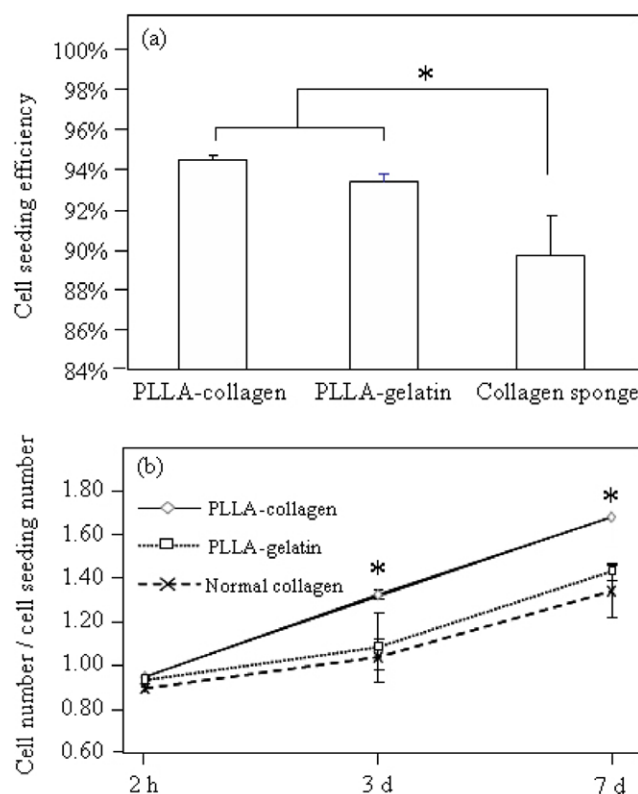 (a)
Cell seeding efficiency
100%
98%
96%
94%
92%
90%
88%
86%
84%
*
PLLA-collagen
PLLA-gelatin
Collagen sponge
(b)
Cell number / cell seeding number
1.80
1.60
1.40
1.20
1.00
0.80
0.60
PLLA-collagen
PLLA-gelatin
Normal collagen
*
*
2 h
3 d
7 d